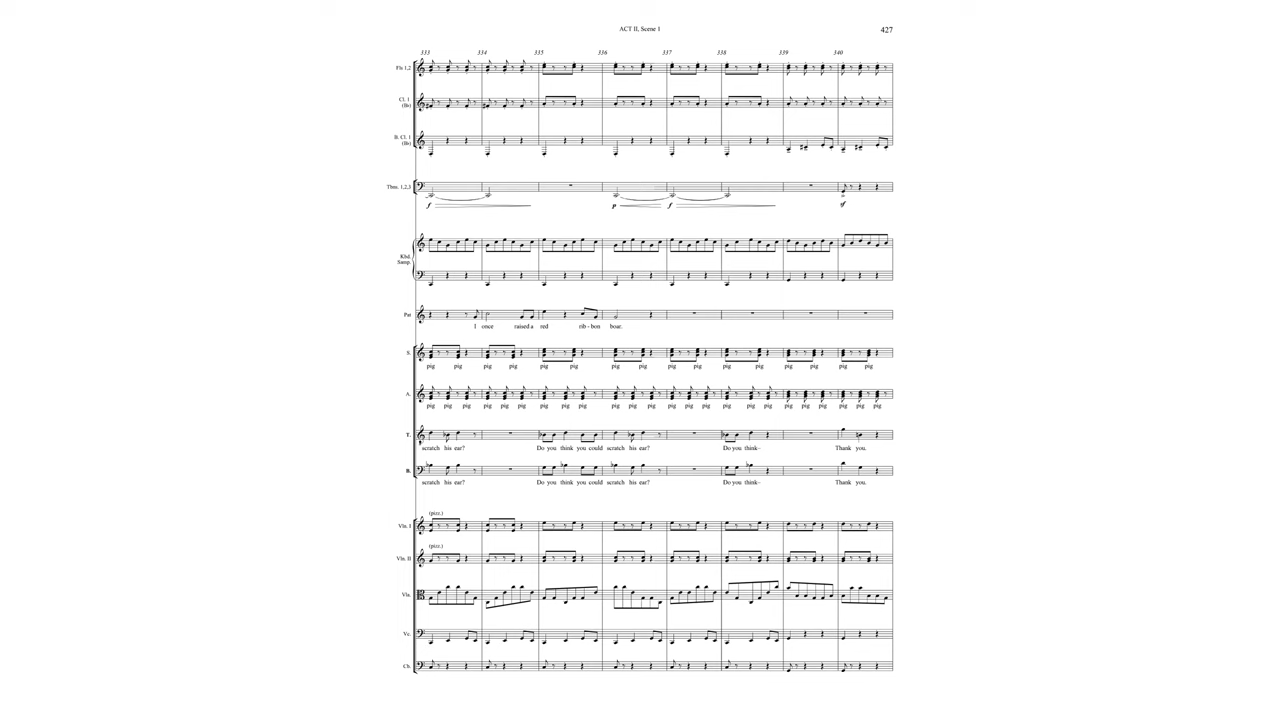 ACT II, Scene 1
427
333 334 335 336 337 338 339 340
Fls 1,2
Cl. 1
(Bb)
B. Cl. 1
(Bb)
Tbns. 1,2,3
f p f sf
Kbd.
Samp.
Pat
I once raised a red rib - bon boar.
S.
pig pig pig pig pig pig pig pig pig pig pig pig pig pig pig pig
A.
pig pig pig pig pig pig pig pig pig pig pig pig pig pig pig pig pig pig pig pig pig pig pig pig
T.
scratch his ear? Do you think you could scratch his ear? Do you think– Thank you.
B.
scratch his ear? Do you think you could scratch his ear? Do you think– Thank you.
(pizz.)
Vln. I
(pizz.)
Vln. II
Vla.
Vc.
Cb.